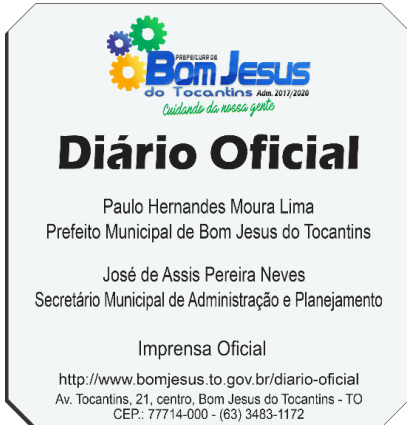 PREFEITURA DE
Bom Jesus
do Tocantins Adm. 2017/2020
Cuidando da nossa gente
Diário Oficial
Paulo Hernandes Moura Lima
Prefeito Municipal de Bom Jesus do Tocantins
José de Assis Pereira Neves
Secretário Municipal de Administração e Planejamento
Imprensa Oficial
http://www.bomjesus.to.gov.br/diario-oficial
Av. Tocantins, 21, centro, Bom Jesus do Tocantins - TO
CEP.: 77714-000 - (63) 3483-1172